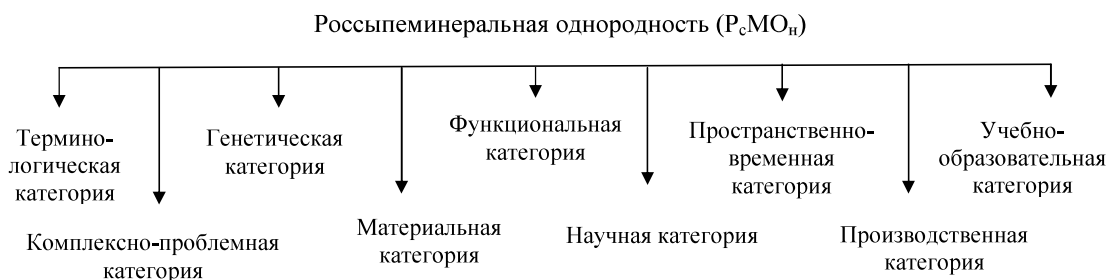 Россыпеминеральная однородность (РсМОн)
Термино-
логическая
категория
Комплексно-проблемная
категория
Генетическая
категория
Материальная
категория
Функциональная
категория
Научная категория
Пространственно-
временная
категория
Производственная
категория
Учебно-
образовательная
категория